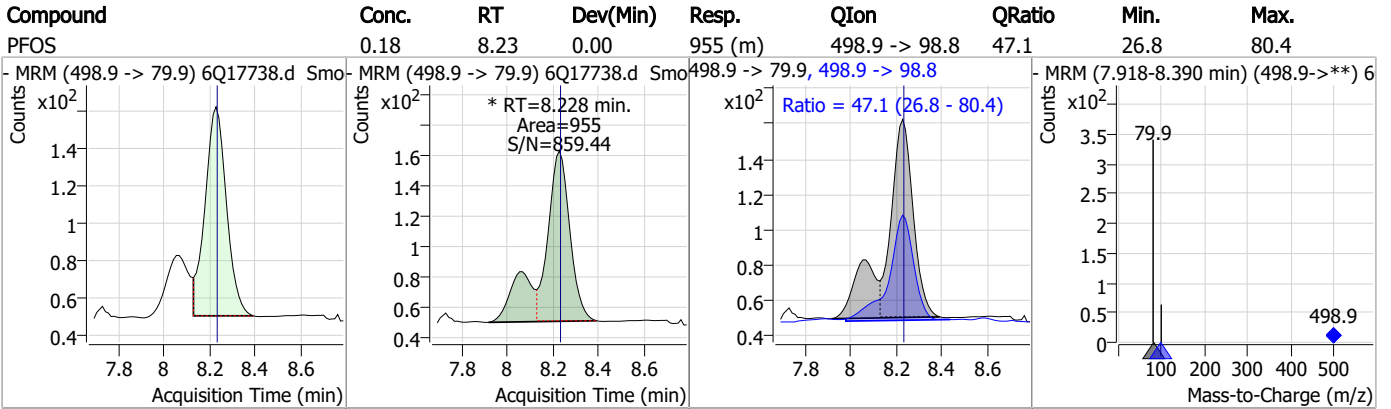 Compound Conc. RT Dev(Min) Resp. QIon QRatio Min. Max.
PFOS 0.18 8.23 0.00 955 (m) 498.9 -> 98.8 47.1 26.8 80.4
- MRM (498.9 -> 79.9) 6Q17738.d Smo
Counts
x10²
1.4
1.2
1
0.8
0.6
0.4
7.8 8 8.2 8.4 8.6
Acquisition Time (min)
- MRM (498.9 -> 79.9) 6Q17738.d Smo
Counts
x10²
* RT=8.228 min.
Area=955
S/N=859.44
1.6
1.4
1.2
1
0.8
0.6
0.4
7.8 8 8.2 8.4 8.6
Acquisition Time (min)
498.9 -> 79.9, 498.9 -> 98.8
x10²
Ratio = 47.1 (26.8 - 80.4)
1.4
1.2
1
0.8
0.6
0.4
7.8 8 8.2 8.4 8.6
Acquisition Time (min)
- MRM (7.918-8.390 min) (498.9->**) 6
Counts
x10²
79.9
3.5
3
2.5
2
1.5
1
0.5
0
498.9
100 200 300 400 500
Mass-to-Charge (m/z)